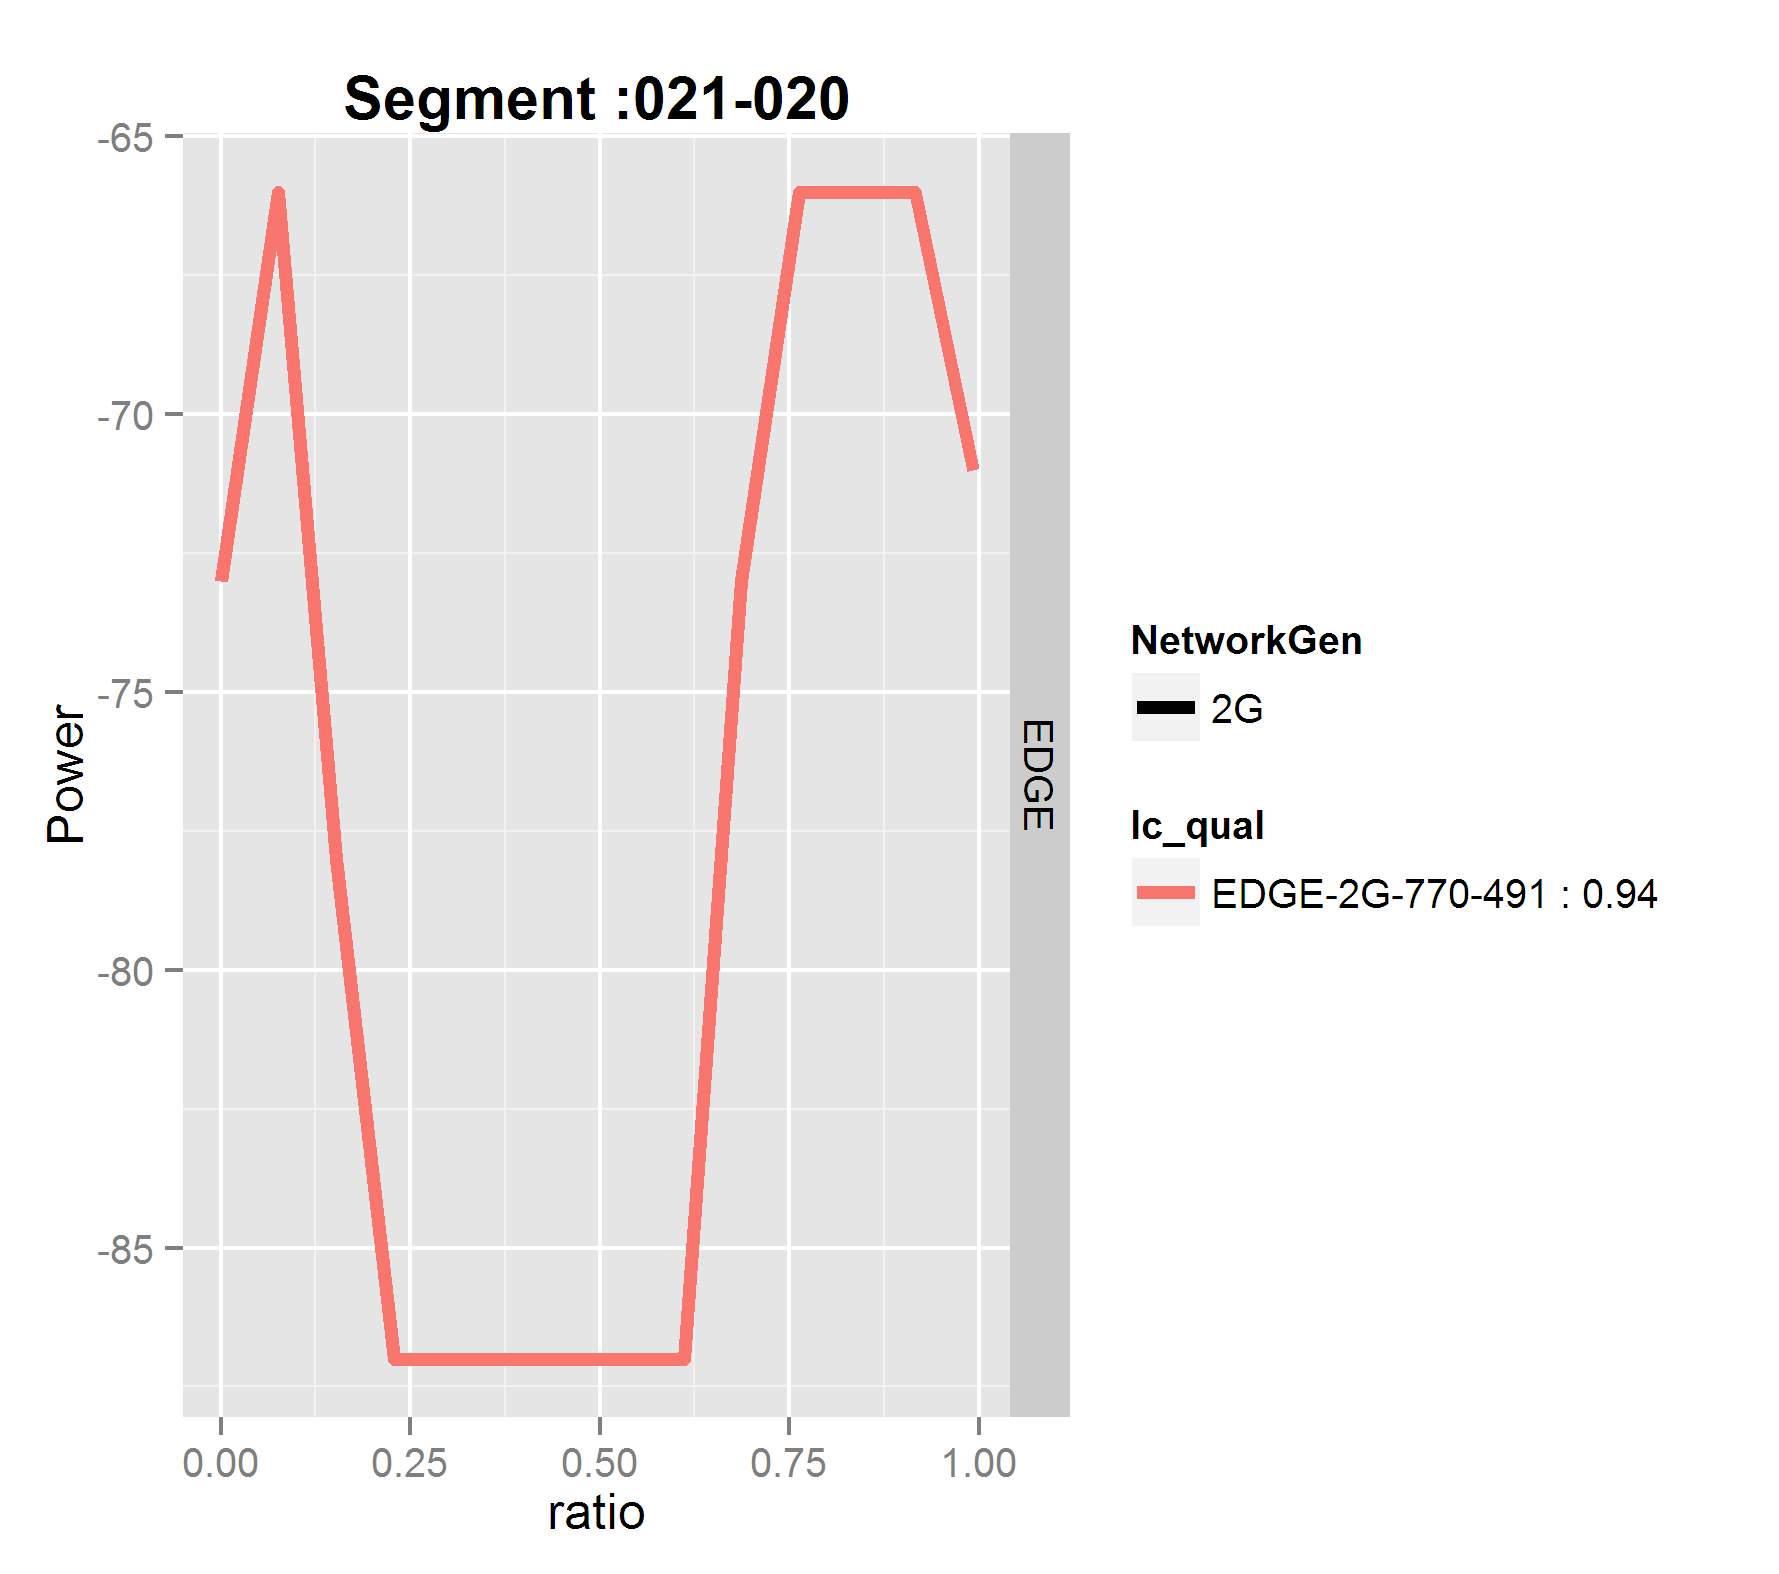 Segment :021-020
-65
-70
-75
-80
-85
Power
0.00 0.25 0.50 0.75 1.00
ratio
EDGE
NetworkGen
2G
lc_qual
EDGE-2G-770-491 : 0.94